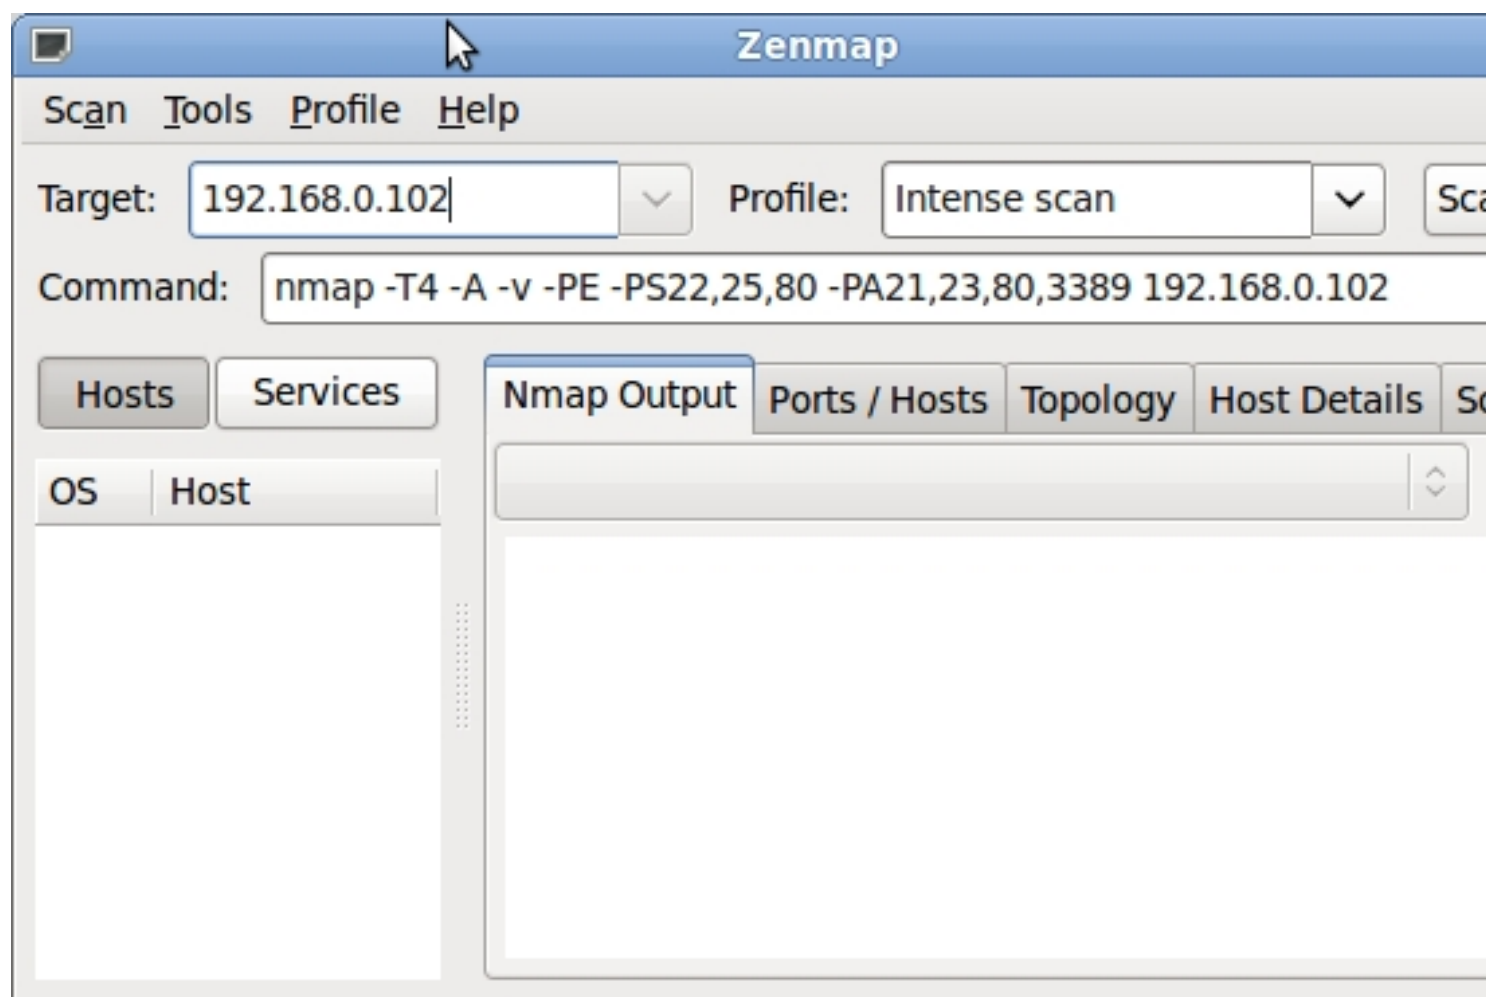 Zenmap
Scan Tools Profile Help
Target: 192.168.0.102 Profile: Intense scan
Command: nmap -T4 -A -v -PE -PS22,25,80 -PA21,23,80,3389 192.168.0.102
Hosts Services Nmap Output Ports / Hosts Topology Host Details
OS Host